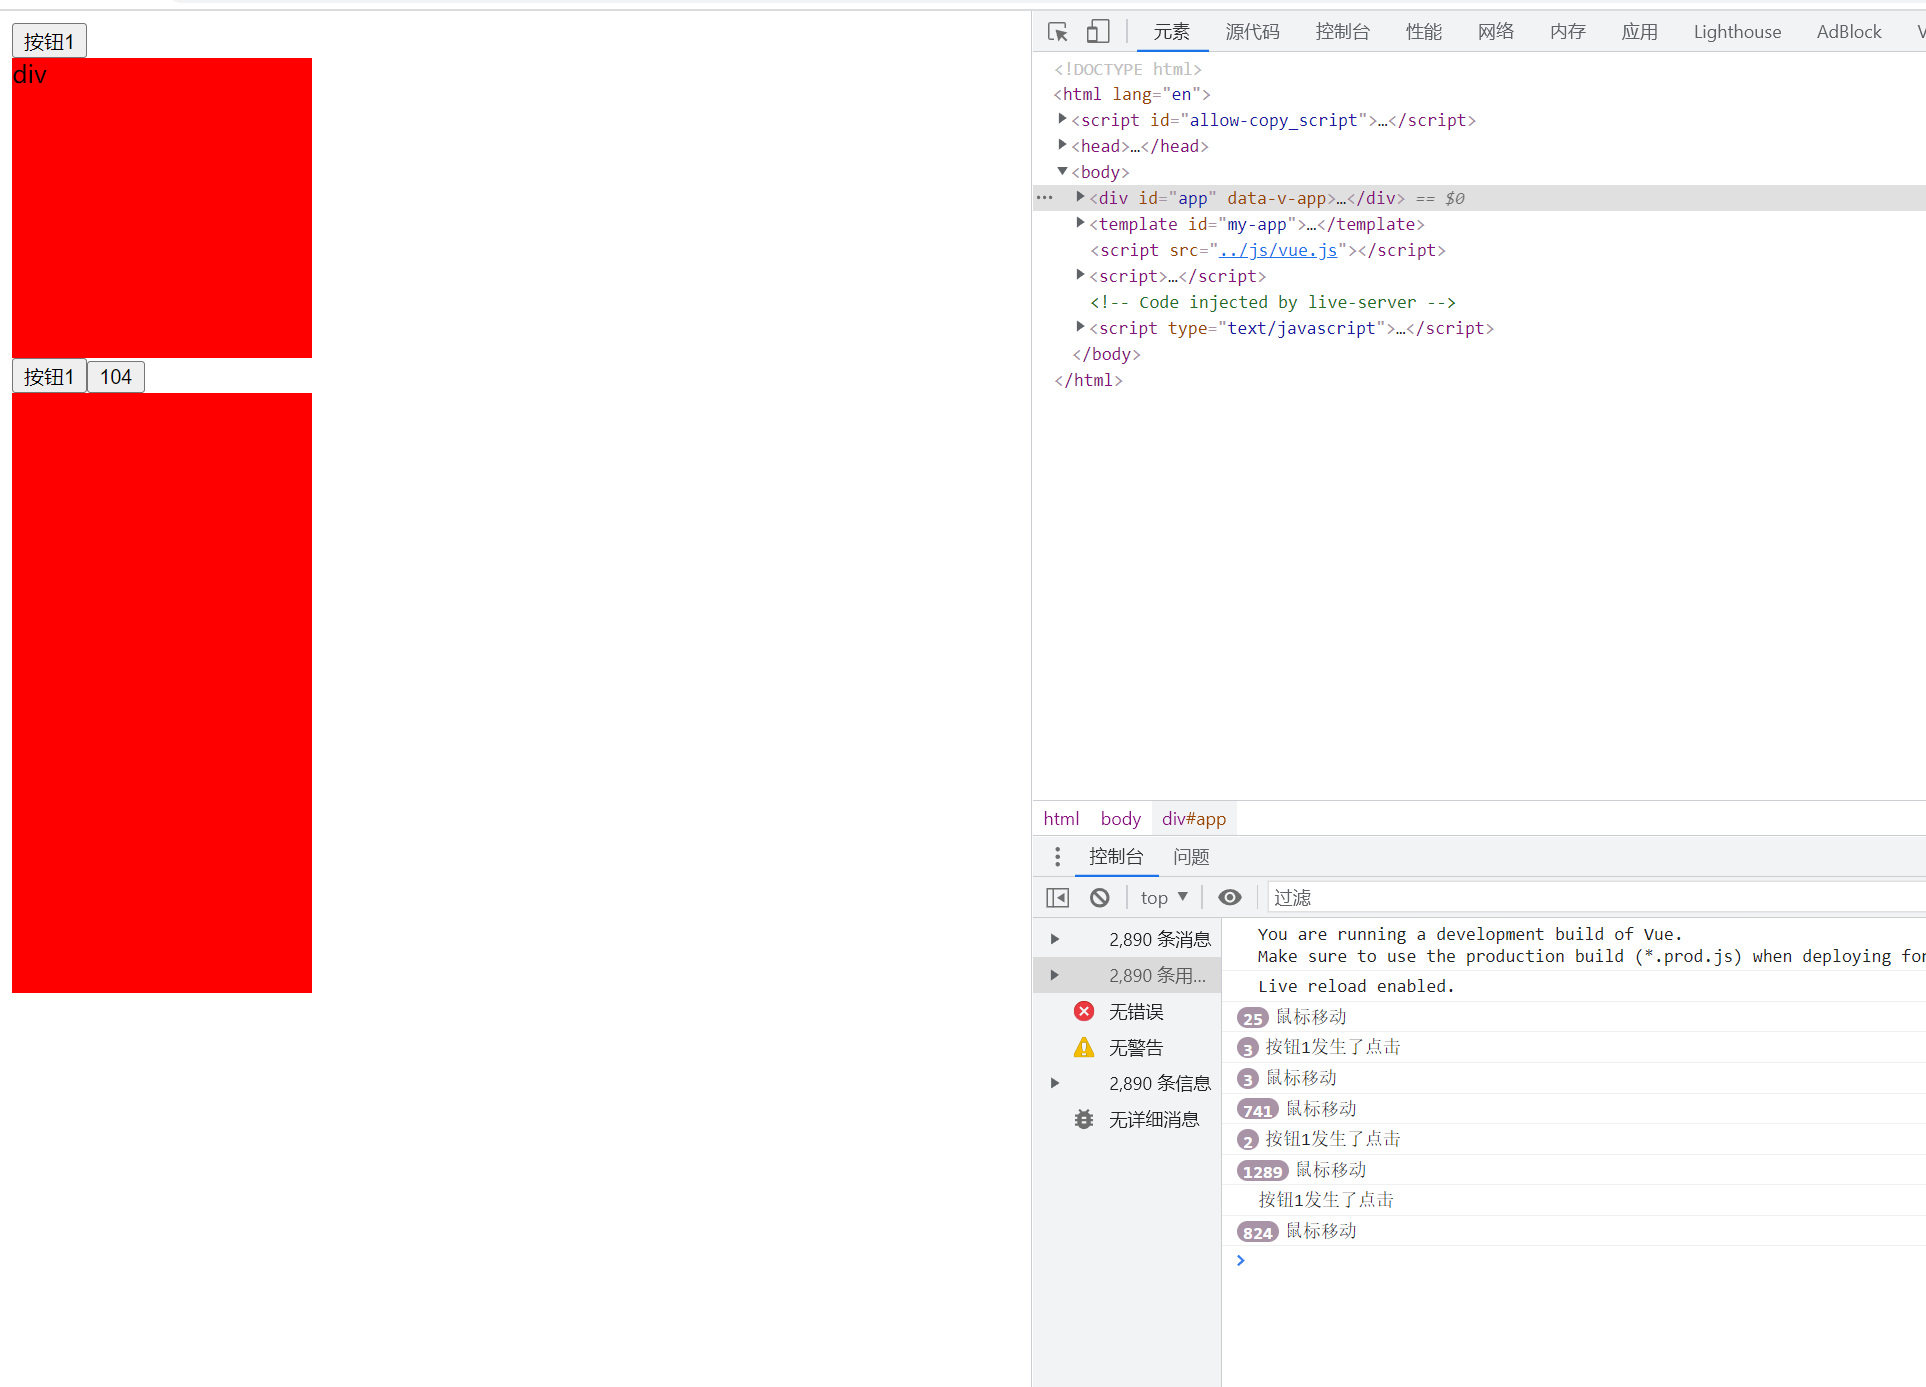 按钮1
div
按钮1 104
元素 源代码 控制台 性能 网络 内存 应用 Lighthouse AdBlock V
<!DOCTYPE html>
<html lang="en">
<script id="allow-copy_script">…</script>
<head>…</head>
<body>
<div id="app" data-v-app>…</div> == $0
<template id="my-app">…</template>
<script src="../js/vue.js"></script>
<script>…</script>
<!-- Code injected by live-server -->
<script type="text/javascript">…</script>
</body>
</html>
html body div#app
控制台 问题
top 过滤
2,890 条消息
2,890 条用...
无错误
无警告
2,890 条信息
无详细消息
You are running a development build of Vue.
Make sure to use the production build (*.prod.js) when deploying for
Live reload enabled.
25 鼠标移动
3 按钮1发生了点击
3 鼠标移动
741 鼠标移动
2 按钮1发生了点击
1289 鼠标移动
按钮1发生了点击
824 鼠标移动